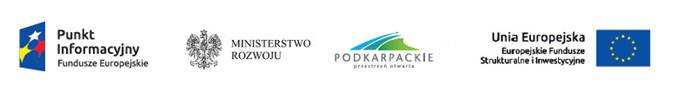 Punkt
Informacyjny
Fundusze Europejskie
MINISTERSTWO
ROZWOJU
PODKARPACKIE
przestrzeń otwarta
Unia Europejska
Europejskie Fundusze
Strukturalne i Inwestycyjne